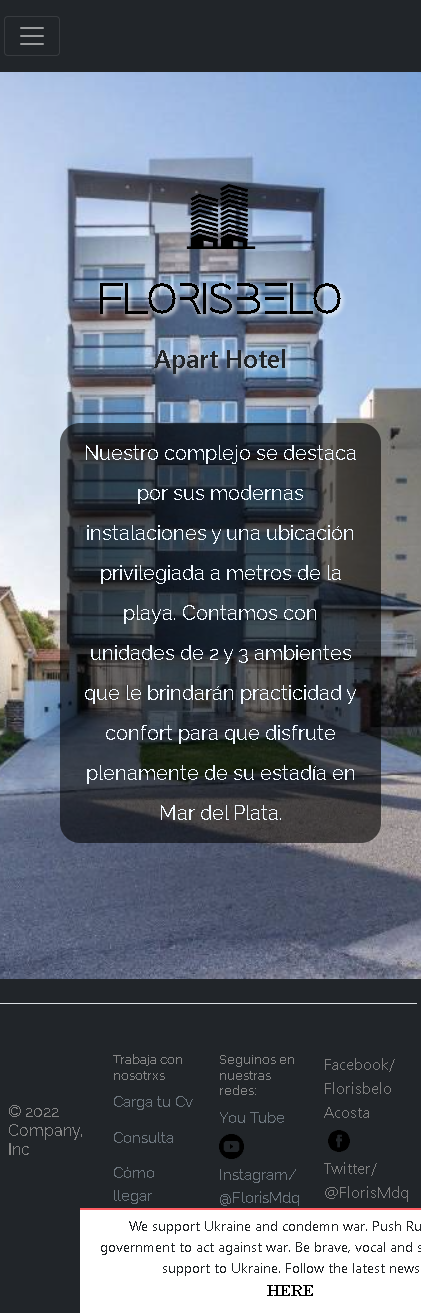 FLORISBELO
Apart Hotel
Nuestro complejo se destaca
por sus modernas
instalaciones y una ubicación
privilegiada a metros de la
playa. Contamos con
unidades de 2 y 3 ambientes
que le brindarán practicidad y
confort para que disfrute
plenamente de su estadía en
Mar del Plata.
© 2022
Company,
Inc
Trabaja con
nosotrxs
Carga tu Cv
Consulta
Còmo
llegar
Seguinos en
nuestras
redes:
You Tube
Instagram/
@FlorisMdq
Facebook/
Florisbelo
Acosta
Twitter/
@FlorisMdq
We support Ukraine and condemn war. Push Ru
government to act against war. Be brave, vocal and s
support to Ukraine. Follow the latest news
HERE